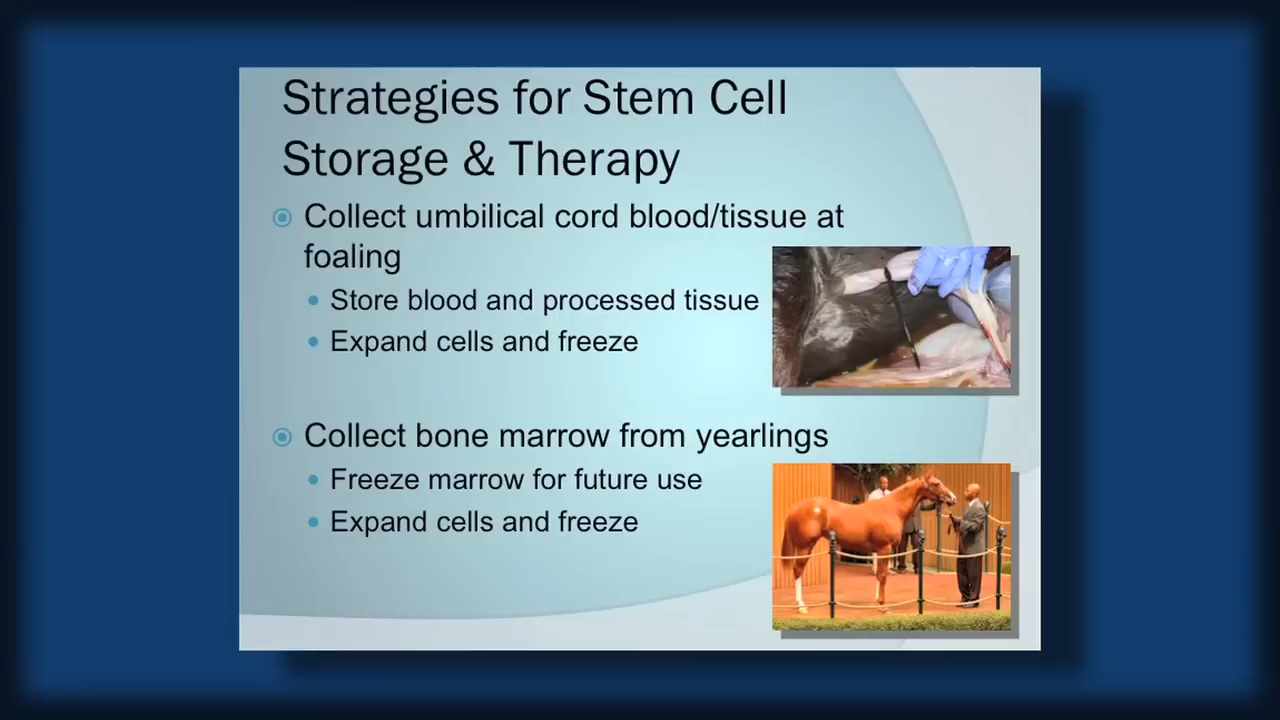 Strategies for Stem Cell
Storage & Therapy
Collect umbilical cord blood/tissue at
foaling
Store blood and processed tissue
Expand cells and freeze
Collect bone marrow from yearlings
Freeze marrow for future use
Expand cells and freeze